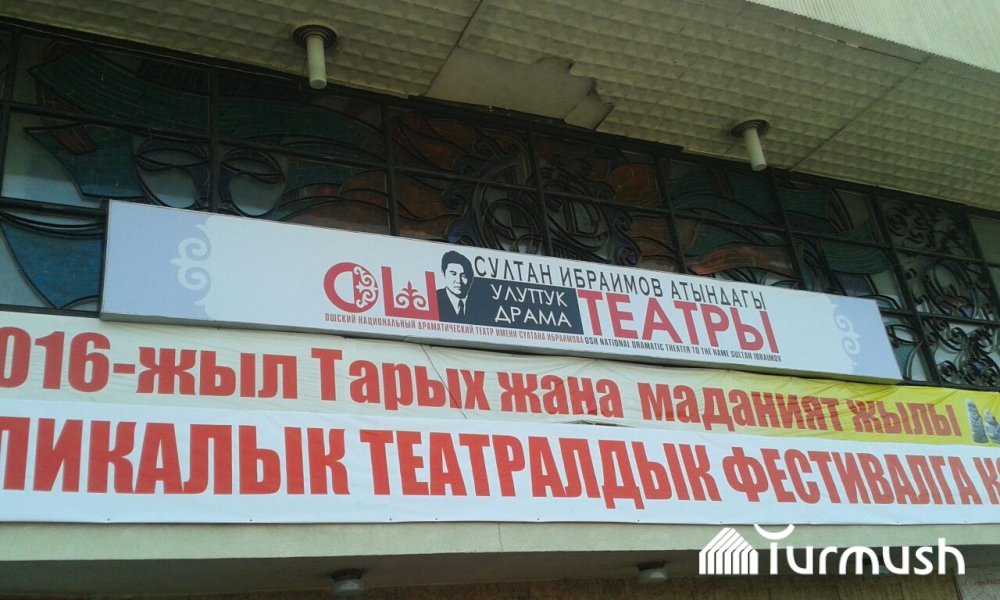 СУЛТАН ИБРАИМОВ АТЫНДАГЫ
ОШ УЛУТТУК ДРАМА ТЕАТРЫ
ОШСКИЙ НАЦИОНАЛЬНЫЙ ДРАМАТИЧЕСКИЙ ТЕАТР ИМЕНИ СУЛТАНА ИБРАИМОВА OSH NATIONAL DRAMATIC THEATER TO THE NAME SULTAN IBRAIMOV
016-жыл Тарых жана маданият жылы
ЛИКАЛЫК ТЕАТРАЛДЫК ФЕСТИВАЛГА К
Turmush